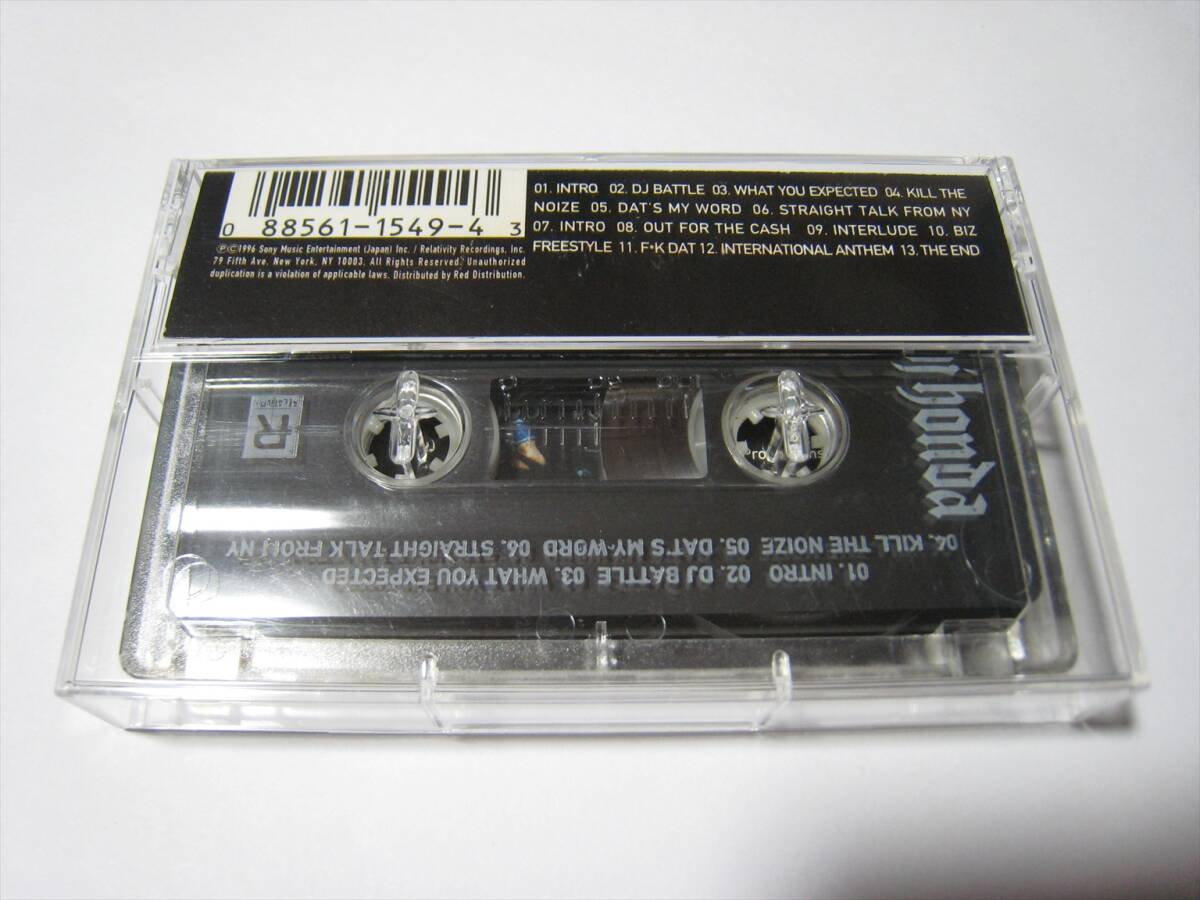 0 88561-1549-4 3
℗©1996 Sony Music Entertainment (Japan) Inc. / Relativity Recordings, Inc.
79 Fifth Ave, New York, NY 10003. All Rights Reserved. Unauthorized
duplication is a violation of applicable laws. Distributed by Red Distribution.
01. INTRO 02. DJ BATTLE 03. WHAT YOU EXPECTED 04. KILL THE
NOIZE 05. DAT'S MY WORD 06. STRAIGHT TALK FROM NY
07. INTRO 08. OUT FOR THE CASH 09. INTERLUDE 10. BIZ
FREESTYLE 11. F•K DAT 12. INTERNATIONAL ANTHEM 13. THE END
honda
01. INTRO 02. DJ BATTLE 03. WHAT YOU EXPECTED
04. KILL THE NOIZE 05. DAT'S MY WORD 06. STRAIGHT TALK FROM NY